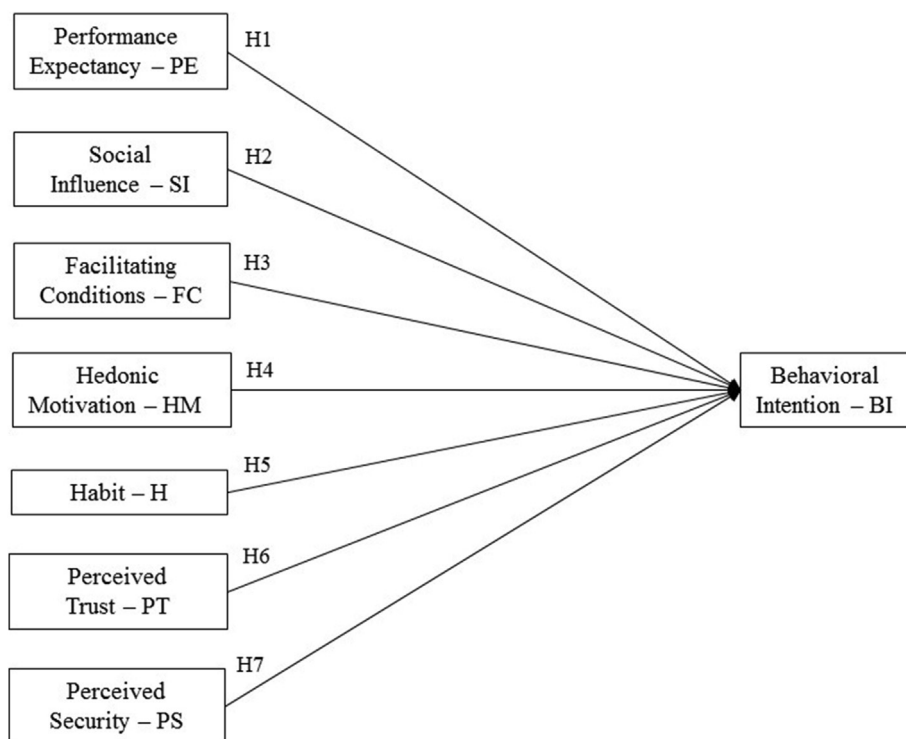 Performance
Expectancy – PE
H1
Social
Influence – SI
H2
Facilitating
Conditions – FC
H3
Hedonic
Motivation – HM
H4
Behavioral
Intention – BI
Habit – H
H5
Perceived
Trust – PT
H6
Perceived
Security – PS
H7